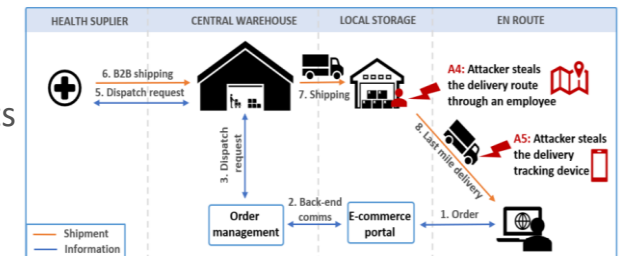 HEALTH SUPLIER
CENTRAL WAREHOUSE
LOCAL STORAGE
EN ROUTE
6. B2B shipping
5. Dispatch request
7. Shipping
A4: Attacker steals
the delivery route
through an employee
3. Dispatch
request
8. Last mile delivery
A5: Attacker steals
the delivery
tracking device
2. Back-end
comms
1. Order
Order
management
E-commerce
portal
Shipment
Information